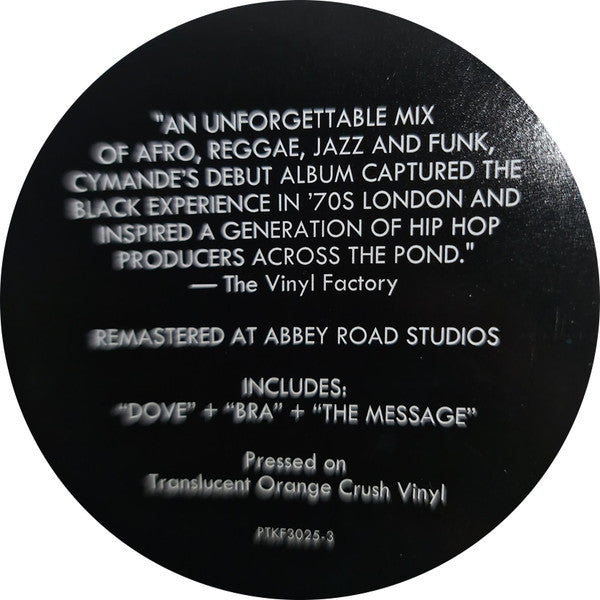 "AN UNFORGETTABLE MIX
OF AFRO, REGGAE, JAZZ AND FUNK,
CYMANDE'S DEBUT ALBUM CAPTURED THE
BLACK EXPERIENCE IN '70S LONDON AND
INSPIRED A GENERATION OF HIP HOP
PRODUCERS ACROSS THE POND."
— The Vinyl Factory
REMASTERED AT ABBEY ROAD STUDIOS
INCLUDES:
“DOVE” + “BRA” + “THE MESSAGE”
Pressed on
Translucent Orange Crush Vinyl
PTKF3025-3